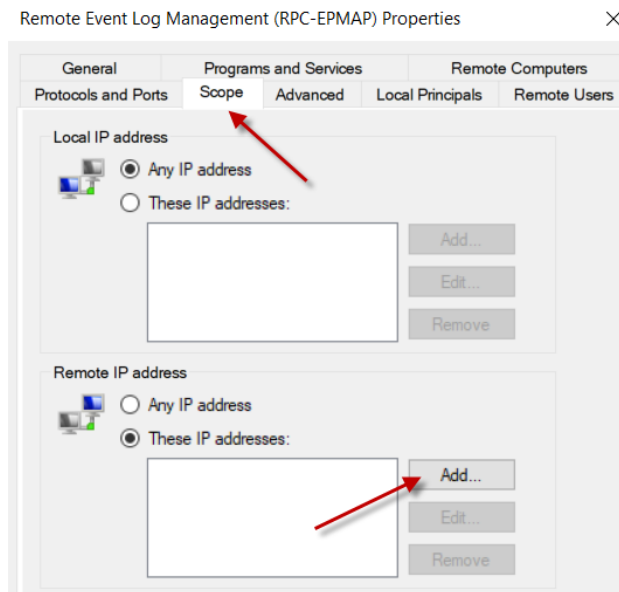 Remote Event Log Management (RPC-EPMAP) Properties
General Programs and Services Remote Computers
Protocols and Ports Scope Advanced Local Principals Remote Users
Local IP address
Any IP address
These IP addresses:
Add...
Edit...
Remove
Remote IP address
Any IP address
These IP addresses:
Add...
Edit...
Remove